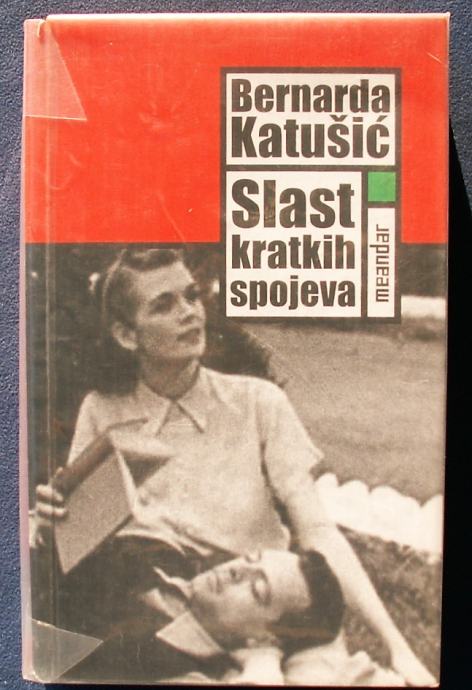 Bernarda
Katušić
Slast
kratkih
spojeva
meandar